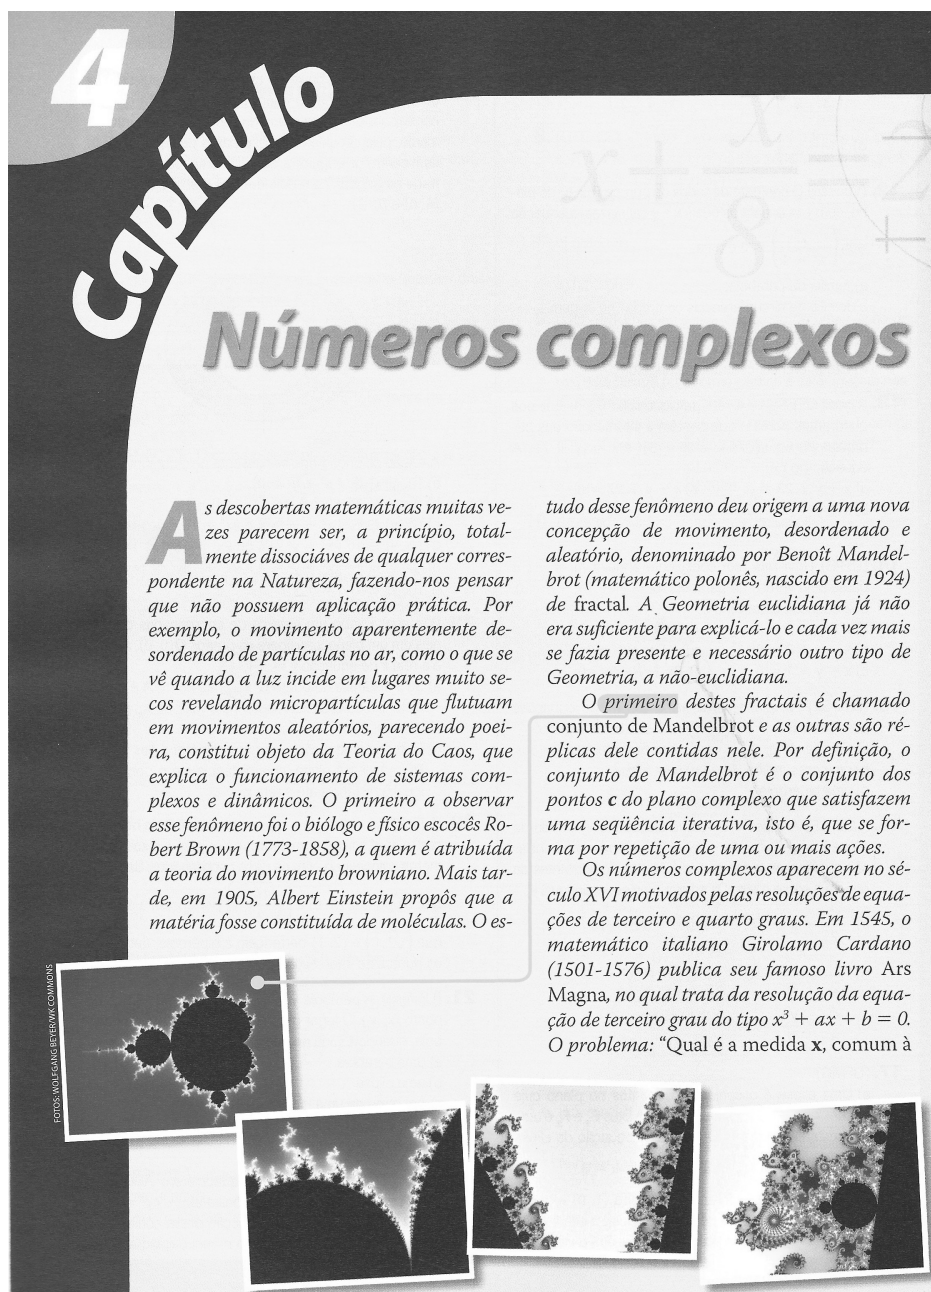 4
Capítulo
Números complexos
As descobertas matemáticas muitas ve-
zes parecem ser, a princípio, total-
mente dissociáves de qualquer corres-
pondente na Natureza, fazendo-nos pensar
que não possuem aplicação prática. Por
exemplo, o movimento aparentemente de-
sordenado de partículas no ar, como o que se
vê quando a luz incide em lugares muito se-
cos revelando micropartículas que flutuam
em movimentos aleatórios, parecendo poei-
ra, constitui objeto da Teoria do Caos, que
explica o funcionamento de sistemas com-
plexos e dinâmicos. O primeiro a observar
esse fenômeno foi o biólogo e físico escocês Ro-
bert Brown (1773-1858), a quem é atribuída
a teoria do movimento browniano. Mais tar-
de, em 1905, Albert Einstein propôs que a
matéria fosse constituída de moléculas. O es-
tudo desse fenômeno deu origem a uma nova
concepção de movimento, desordenado e
aleatório, denominado por Benoît Mandel-
brot (matemático polonês, nascido em 1924)
de fractal. A Geometria euclidiana já não
era suficiente para explicá-lo e cada vez mais
se fazia presente e necessário outro tipo de
Geometria, a não-euclidiana.
O primeiro destes fractais é chamado
conjunto de Mandelbrot e as outras são ré-
plicas dele contidas nele. Por definição, o
conjunto de Mandelbrot é o conjunto dos
pontos c do plano complexo que satisfazem
uma seqüência iterativa, isto é, que se for-
ma por repetição de uma ou mais ações.
Os números complexos aparecem no sé-
culo XVI motivados pelas resoluções de equa-
ções de terceiro e quarto graus. Em 1545, o
matemático italiano Girolamo Cardano
(1501-1576) publica seu famoso livro Ars
Magna, no qual trata da resolução da equa-
ção de terceiro grau do tipo x³ + ax + b = 0.
O problema: “Qual é a medida x, comum à
FOTOS: WOLFGANG BEYER/WK COMMONS